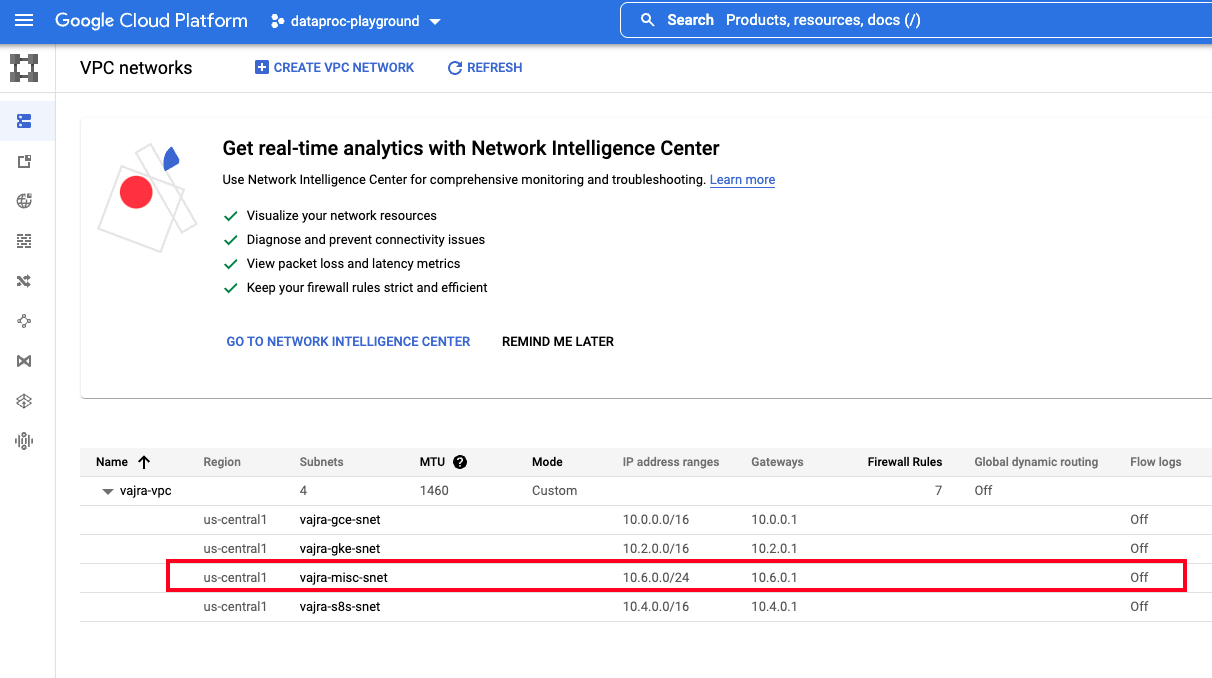 Google Cloud Platform dataproc-playground Search Products, resources, docs (/)
VPC networks CREATE VPC NETWORK REFRESH
Get real-time analytics with Network Intelligence Center
Use Network Intelligence Center for comprehensive monitoring and troubleshooting. Learn more
Visualize your network resources
Diagnose and prevent connectivity issues
View packet loss and latency metrics
Keep your firewall rules strict and efficient
GO TO NETWORK INTELLIGENCE CENTER REMIND ME LATER
Name Region Subnets MTU Mode IP address ranges Gateways Firewall Rules Global dynamic routing Flow logs
vajra-vpc 4 1460 Custom 7 Off
us-central1 vajra-gce-snet 10.0.0.0/16 10.0.0.1 Off
us-central1 vajra-gke-snet 10.2.0.0/16 10.2.0.1 Off
us-central1 vajra-misc-snet 10.6.0.0/24 10.6.0.1 Off
us-central1 vajra-s8s-snet 10.4.0.0/16 10.4.0.1 Off